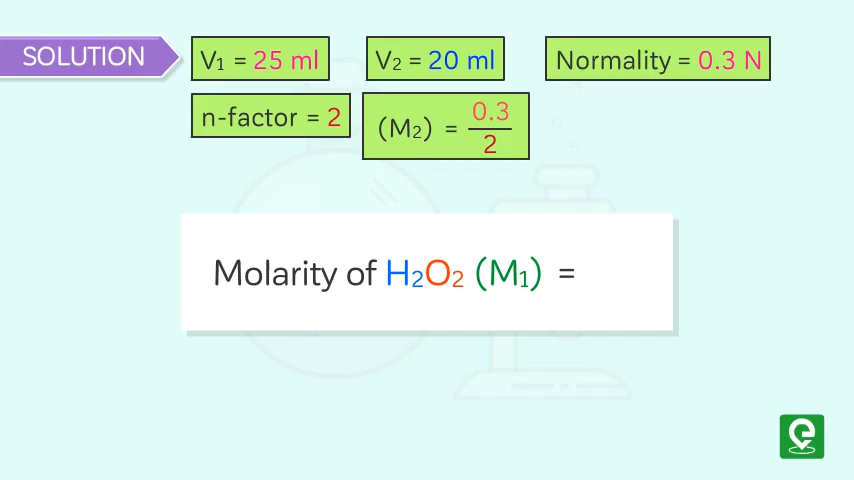 SOLUTION
V₁ = 25 ml
V₂ = 20 ml
Normality = 0.3 N
n-factor = 2
(M₂) = 0.3/2
Molarity of H₂O₂ (M₁) =